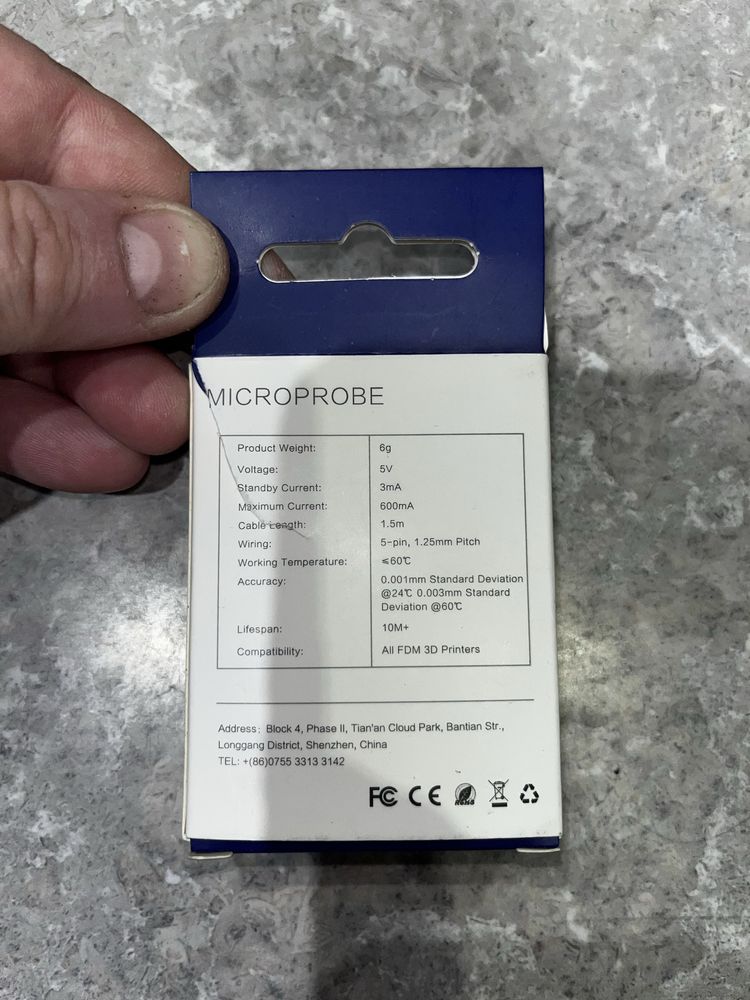 MICROPROBE
Product Weight: 6g
Voltage: 5V
Standby Current: 3mA
Maximum Current: 600mA
Cable Length: 1.5m
Wiring: 5-pin, 1.25mm Pitch
Working Temperature: ≤60℃
Accuracy: 0.001mm Standard Deviation
@24℃ 0.003mm Standard
Deviation @60℃
Lifespan: 10M+
Compatibility: All FDM 3D Printers
Address: Block 4, Phase II, Tian'an Cloud Park, Bantian Str.,
Longgang District, Shenzhen, China
TEL: +(86)0755 3313 3142
FC CE RoHS